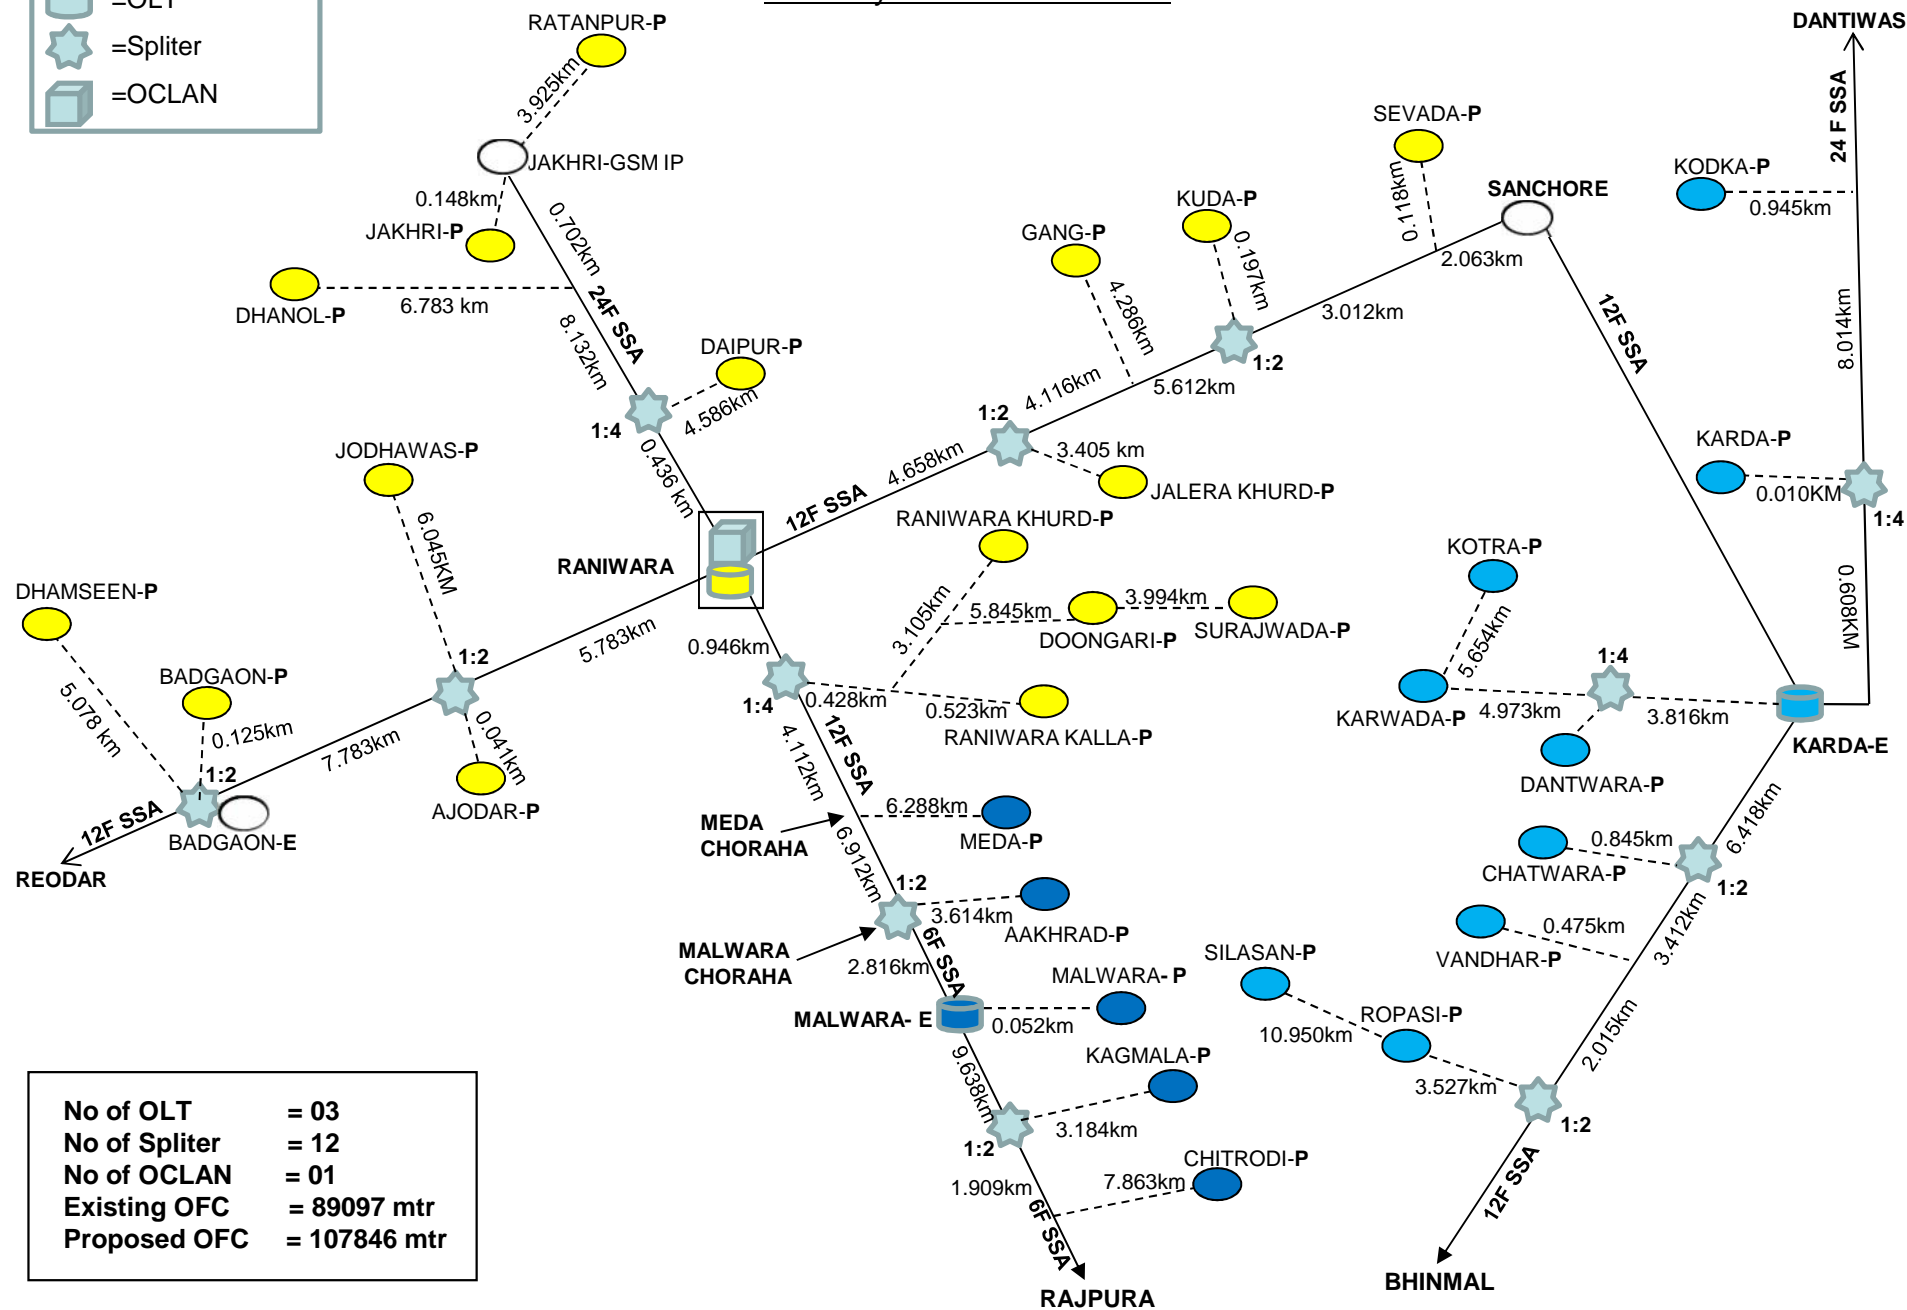 =OLT
=Spliter
=OCLAN
RATANPUR-P
3.925km
JAKHRI-GSM IP
0.148km
JAKHRI-P
0.702km
DHANOL-P
6.783 km
24F SSA
8.132km
DAIPUR-P
4.586km
1:4
0.436 km
JODHAWAS-P
6.045KM
RANIWARA
DHAMSEEN-P
5.078 km
BADGAON-P
0.125km
1:2
BADGAON-E
12F SSA
REODAR
7.783km
1:2
0.041km
AJODAR-P
5.783km
12F SSA
4.658km
1:2
4.116km
3.405 km
JALERA KHURD-P
GANG-P
4.286km
5.612km
KUDA-P
0.197km
1:2
3.012km
SEVADA-P
0.118km
2.063km
SANCHORE
12F SSA
DANTIWAS
24 F SSA
KODKA-P
0.945km
8.014km
KARDA-P
0.010KM
1:4
0.608KM
KARDA-E
RANIWARA KHURD-P
3.105km
5.845km
DOONGARI-P
3.994km
SURAJWADA-P
0.946km
1:4
0.428km
0.523km
RANIWARA KALLA-P
12F SSA
4.112km
MEDA
CHORAHA
6.288km
MEDA-P
6.912km
1:2
3.614km
AAKHRAD-P
MALWARA
CHORAHA
6F SSA
2.816km
MALWARA- E
MALWARA- P
0.052km
9.638km
KAGMALA-P
3.184km
1:2
1.909km
CHITRODI-P
7.863km
6F SSA
RAJPURA
KOTRA-P
5.654km
KARWADA-P
4.973km
1:4
3.816km
DANTWARA-P
6.418km
CHATWARA-P
0.845km
1:2
3.412km
VANDHAR-P
0.475km
2.015km
SILASAN-P
10.950km
ROPASI-P
3.527km
1:2
12F SSA
BHINMAL
No of OLT = 03
No of Spliter = 12
No of OCLAN = 01
Existing OFC = 89097 mtr
Proposed OFC = 107846 mtr